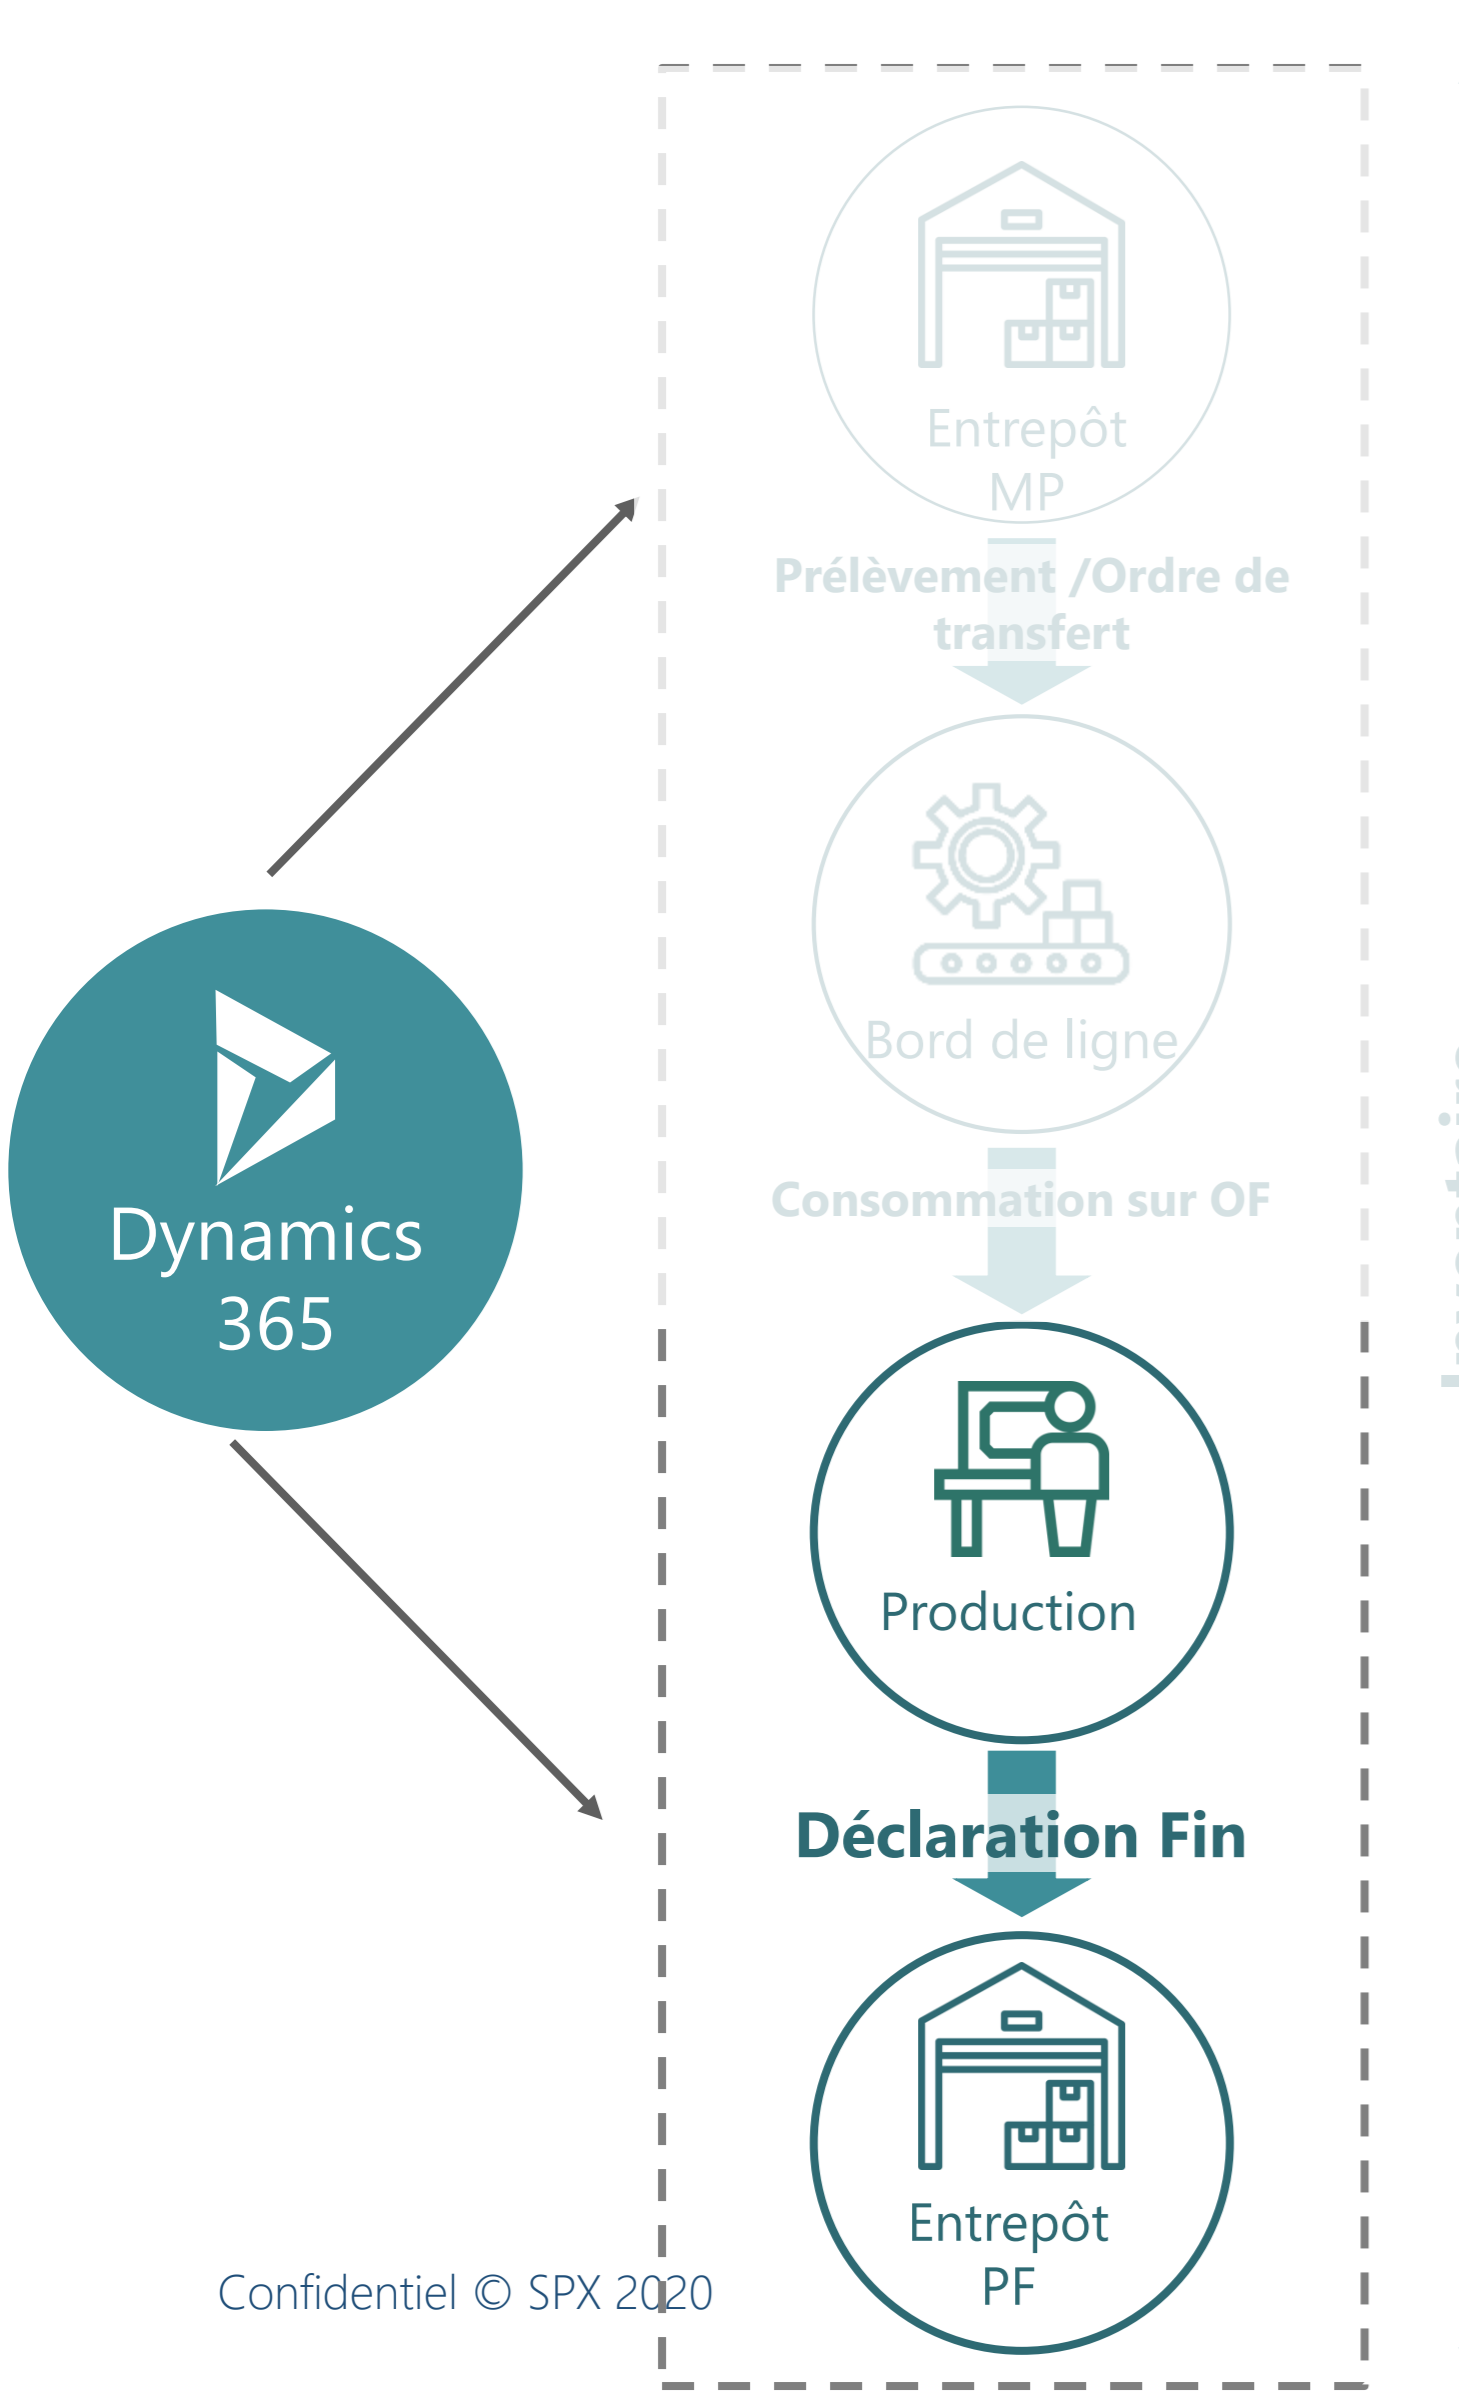 Entrepôt
MP
Prélèvement /Ordre de
transfert
Bord de ligne
Consommation sur OF
Dynamics
365
Production
Déclaration Fin
Entrepôt
PF
Confidentiel © SPX 2020